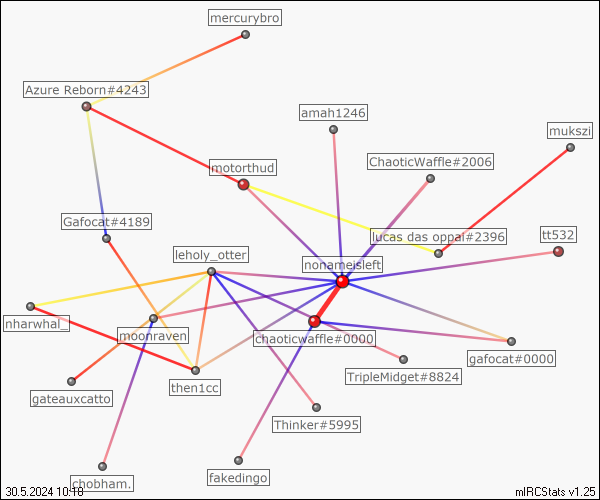 mercurybro
Azure Reborn#4243
amah1246
mukszi
ChaoticWaffle#2006
motorthud
Gafocat#4189
lucas das oppai#2396
tt532
leholy_otter
nonameisleft
nharwhal_
moonraven
chaoticwaffle#0000
gafocat#0000
then1cc
TripleMidget#8824
gateauxcatto
Thinker#5995
chobham.
fakedingo
30.5.2024 10:18
mIRCStats v1.25